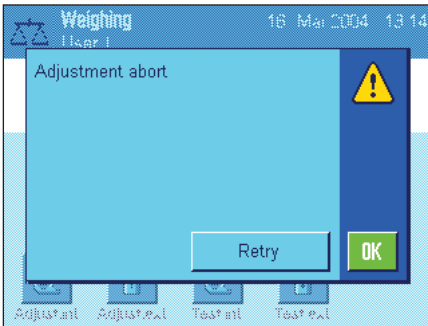 Weighing 16. Mar 2004 13:14
User 1
Adjustment abort
Retry OK
Adjust.int Adjust.ext Test int Test ext